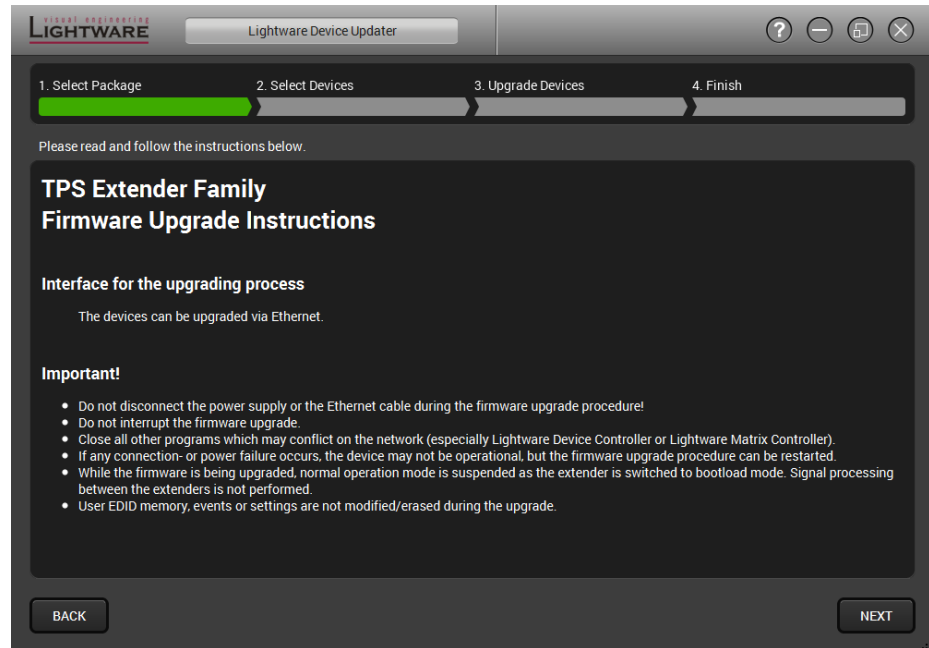 visual engineering
LIGHTWARE
Lightware Device Updater
?
1. Select Package
2. Select Devices
3. Upgrade Devices
4. Finish
Please read and follow the instructions below.
TPS Extender Family
Firmware Upgrade Instructions
Interface for the upgrading process
The devices can be upgraded via Ethernet.
Important!
• Do not disconnect the power supply or the Ethernet cable during the firmware upgrade procedure!
• Do not interrupt the firmware upgrade.
• Close all other programs which may conflict on the network (especially Lightware Device Controller or Lightware Matrix Controller).
• If any connection- or power failure occurs, the device may not be operational, but the firmware upgrade procedure can be restarted.
• While the firmware is being upgraded, normal operation mode is suspended as the extender is switched to bootload mode. Signal processing
between the extenders is not performed.
• User EDID memory, events or settings are not modified/erased during the upgrade.
BACK
NEXT